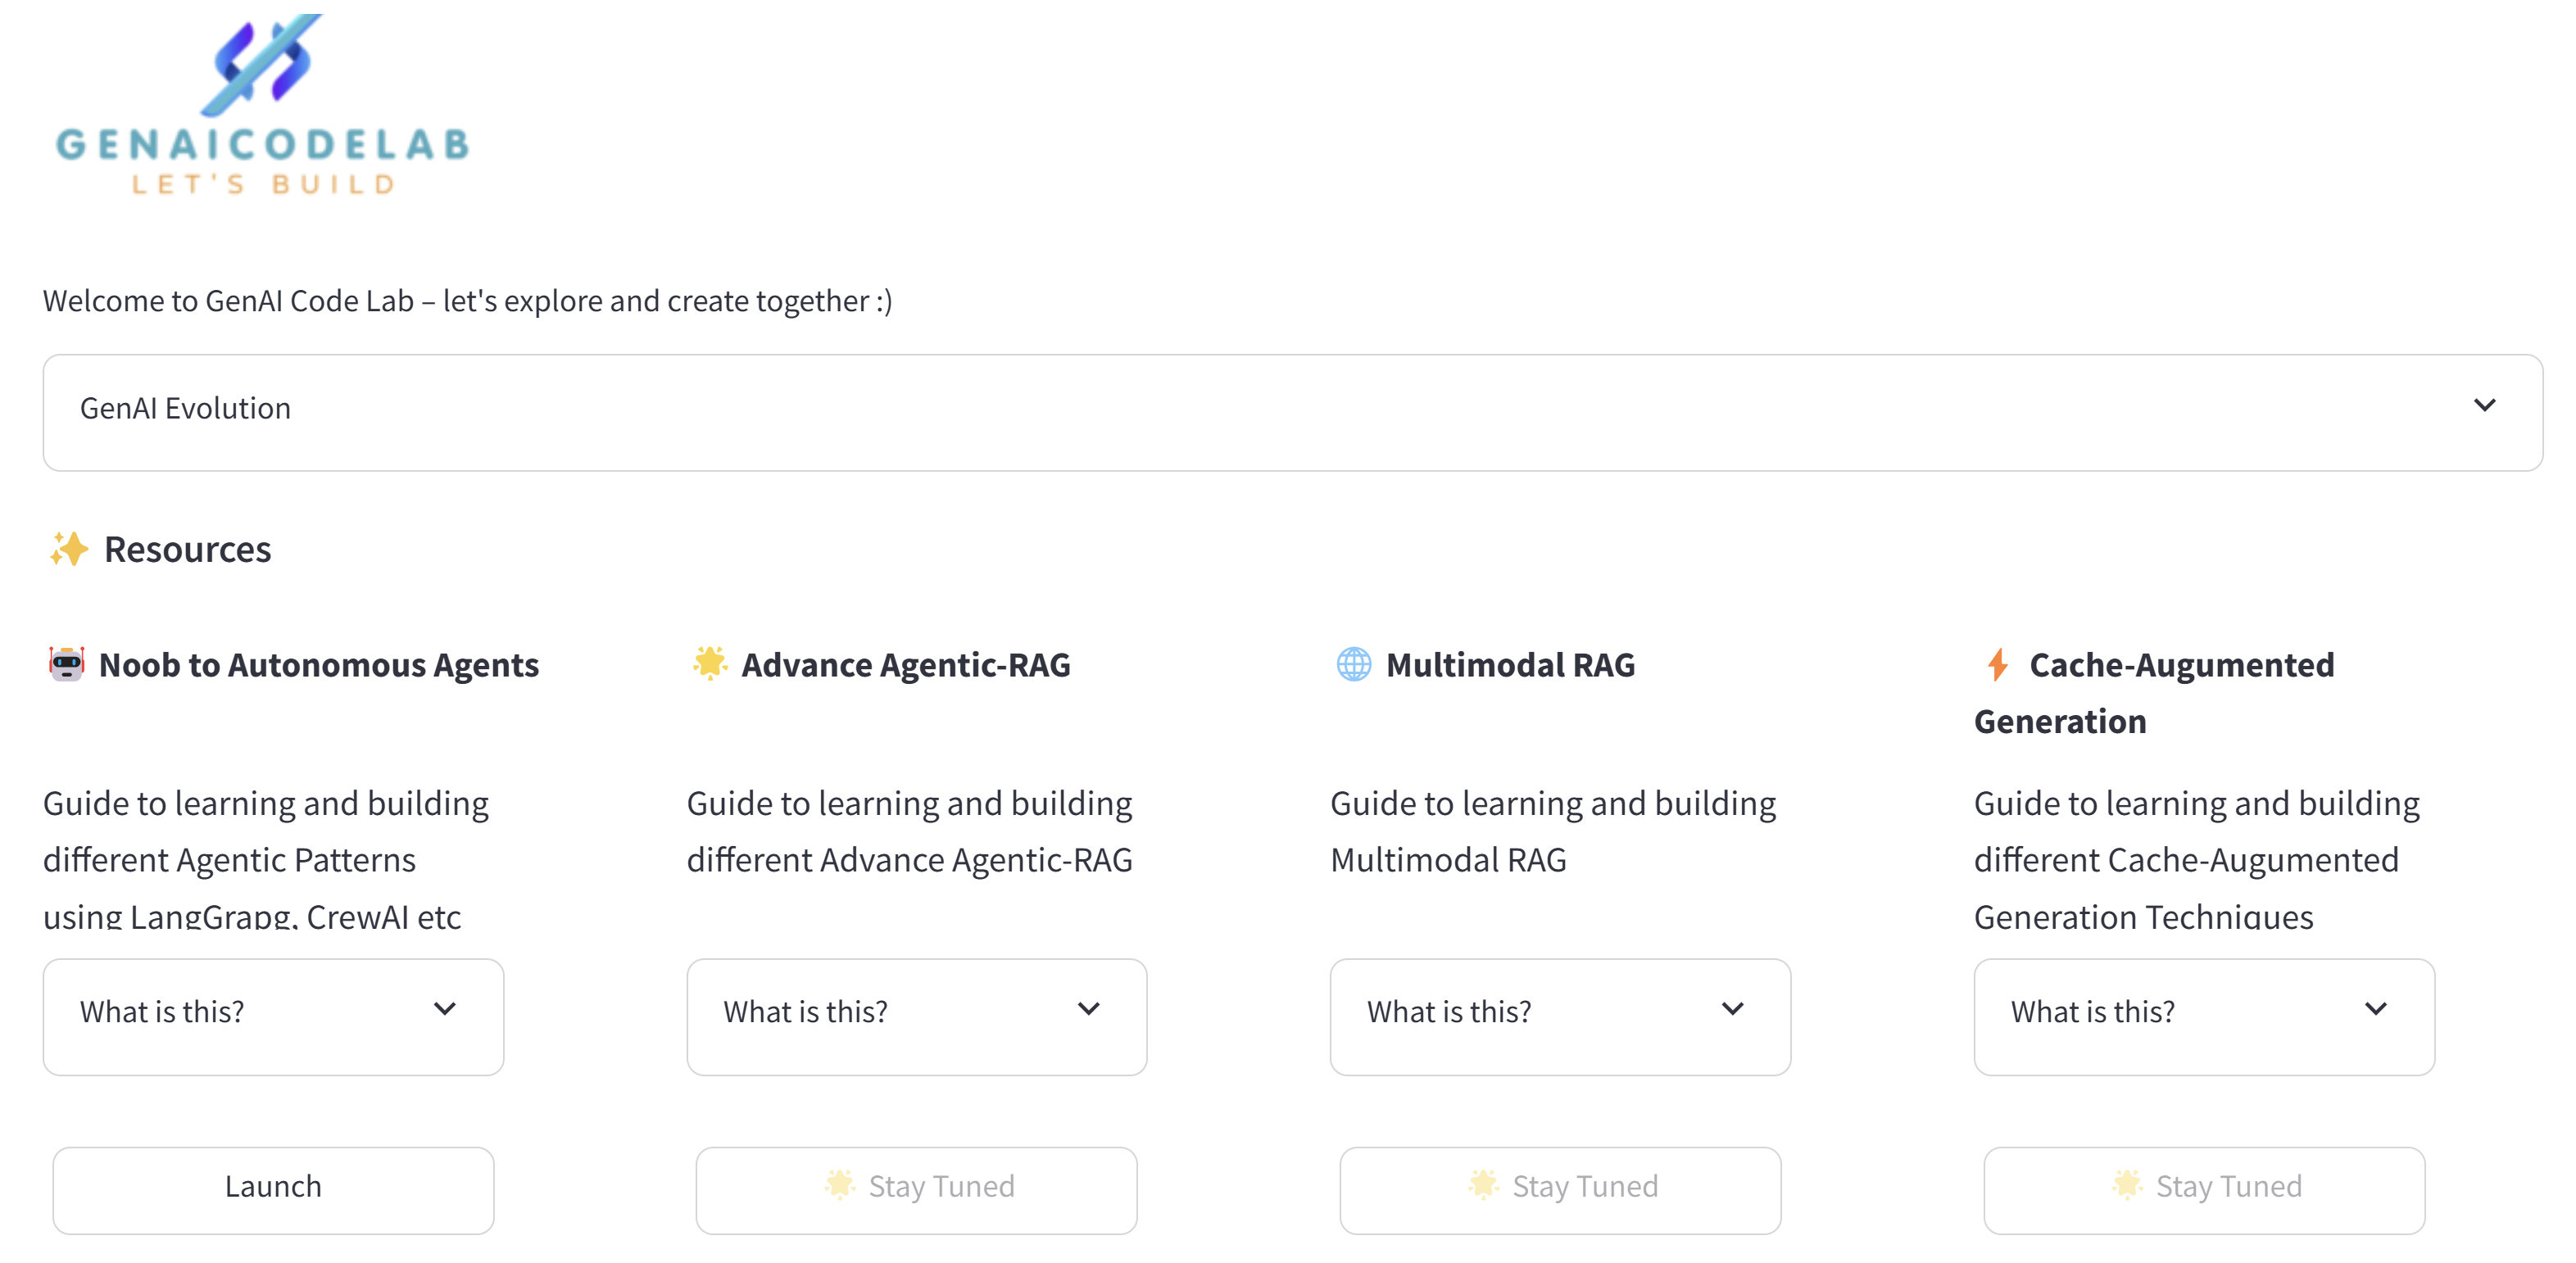 GENAICODELAB
LET'S BUILD
Welcome to GenAI Code Lab – let's explore and create together :)
GenAI Evolution
Resources
Noob to Autonomous Agents
Guide to learning and building
different Agentic Patterns
using LangGrapg, CrewAI etc
What is this?
Launch
Advance Agentic-RAG
Guide to learning and building
different Advance Agentic-RAG
What is this?
Stay Tuned
Multimodal RAG
Guide to learning and building
Multimodal RAG
What is this?
Stay Tuned
Cache-Augumented
Generation
Guide to learning and building
different Cache-Augumented
Generation Techniques
What is this?
Stay Tuned